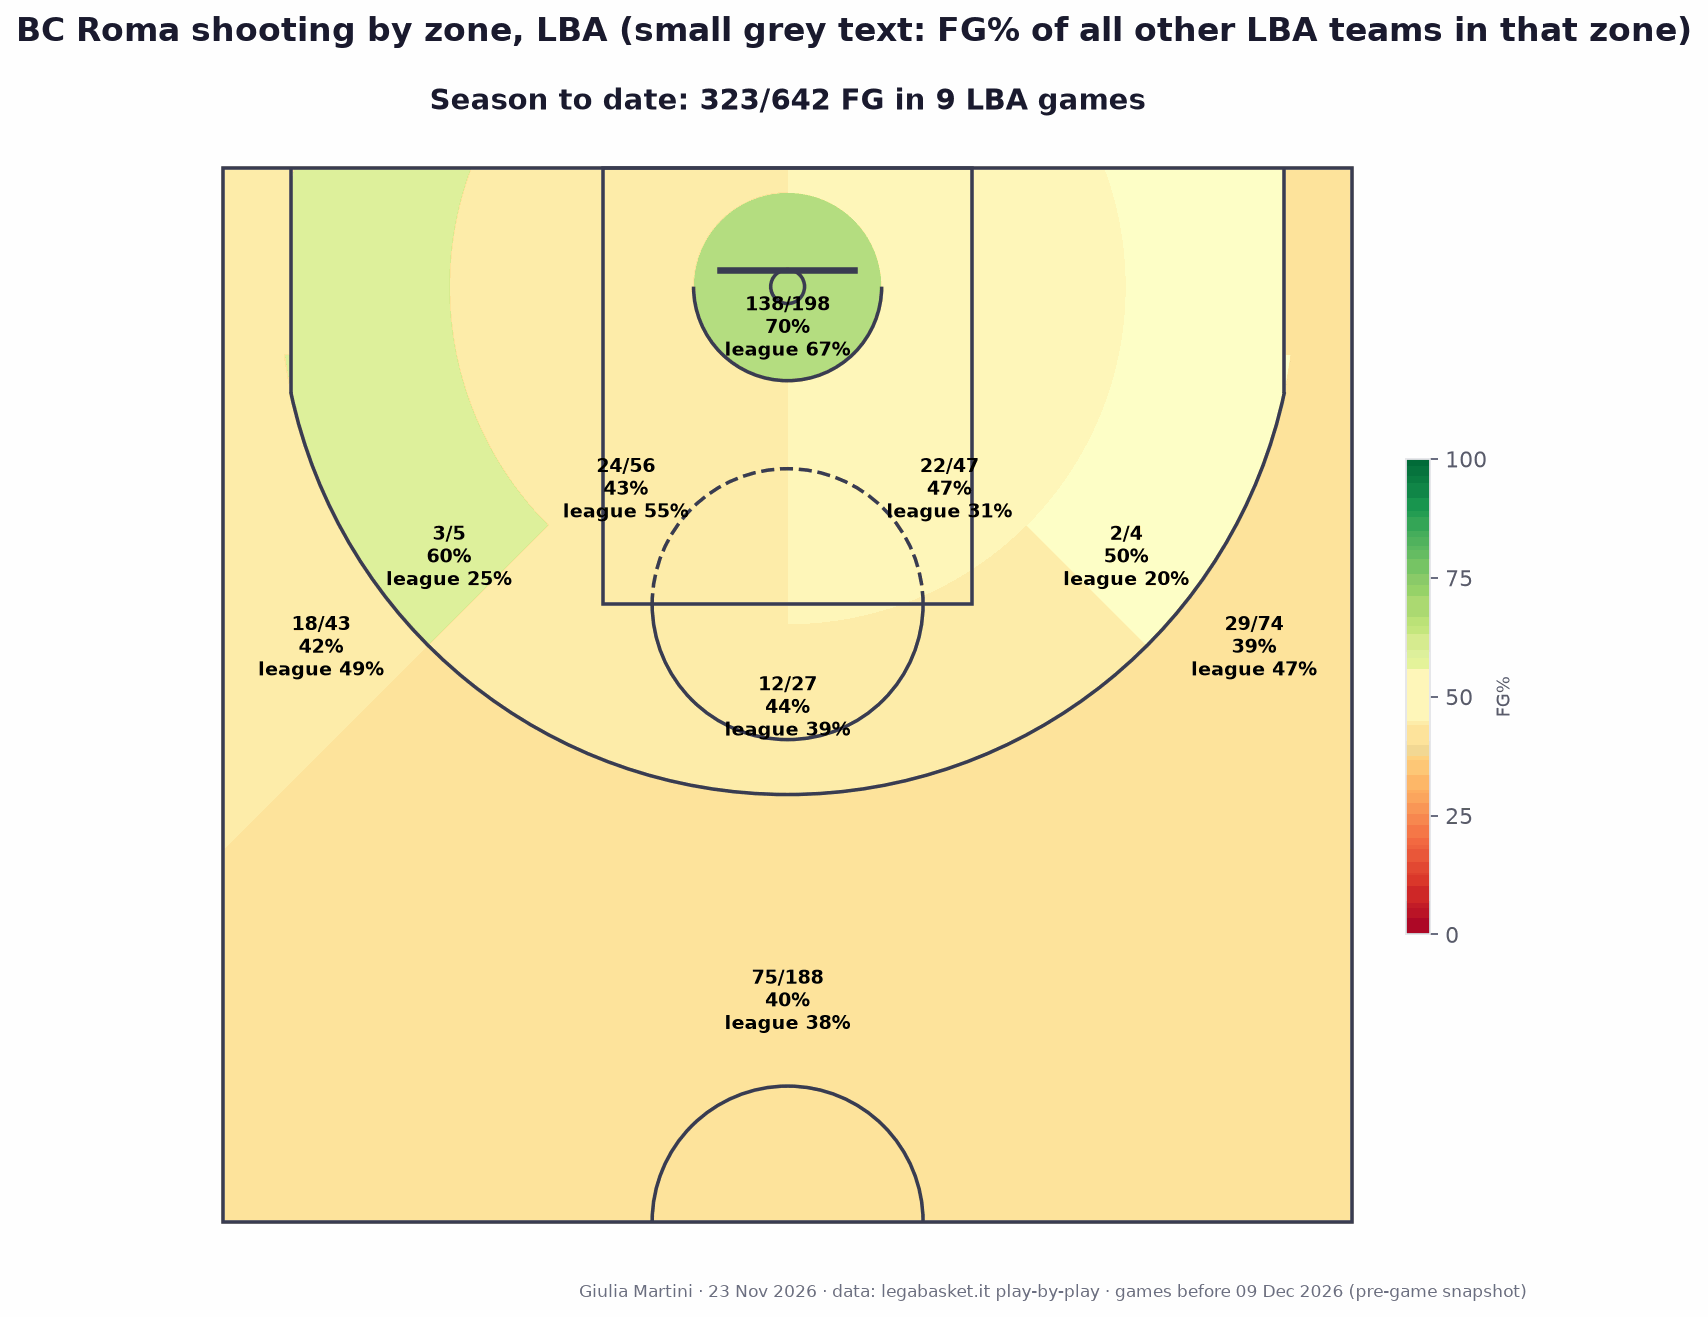 BC Roma shooting by zone, LBA (small grey text: FG% of all other LBA teams in that zone)
Season to date: 323/642 FG in 9 LBA games
138/198
70%
league 67%
24/56
43%
league 55%
22/47
47%
league 31%
3/5
60%
league 25%
2/4
50%
league 20%
18/43
42%
league 49%
29/74
39%
league 47%
12/27
44%
league 39%
75/188
40%
league 38%
100
75
50
25
0
FG%
Giulia Martini · 23 Nov 2026 · data: legabasket.it play-by-play · games before 09 Dec 2026 (pre-game snapshot)